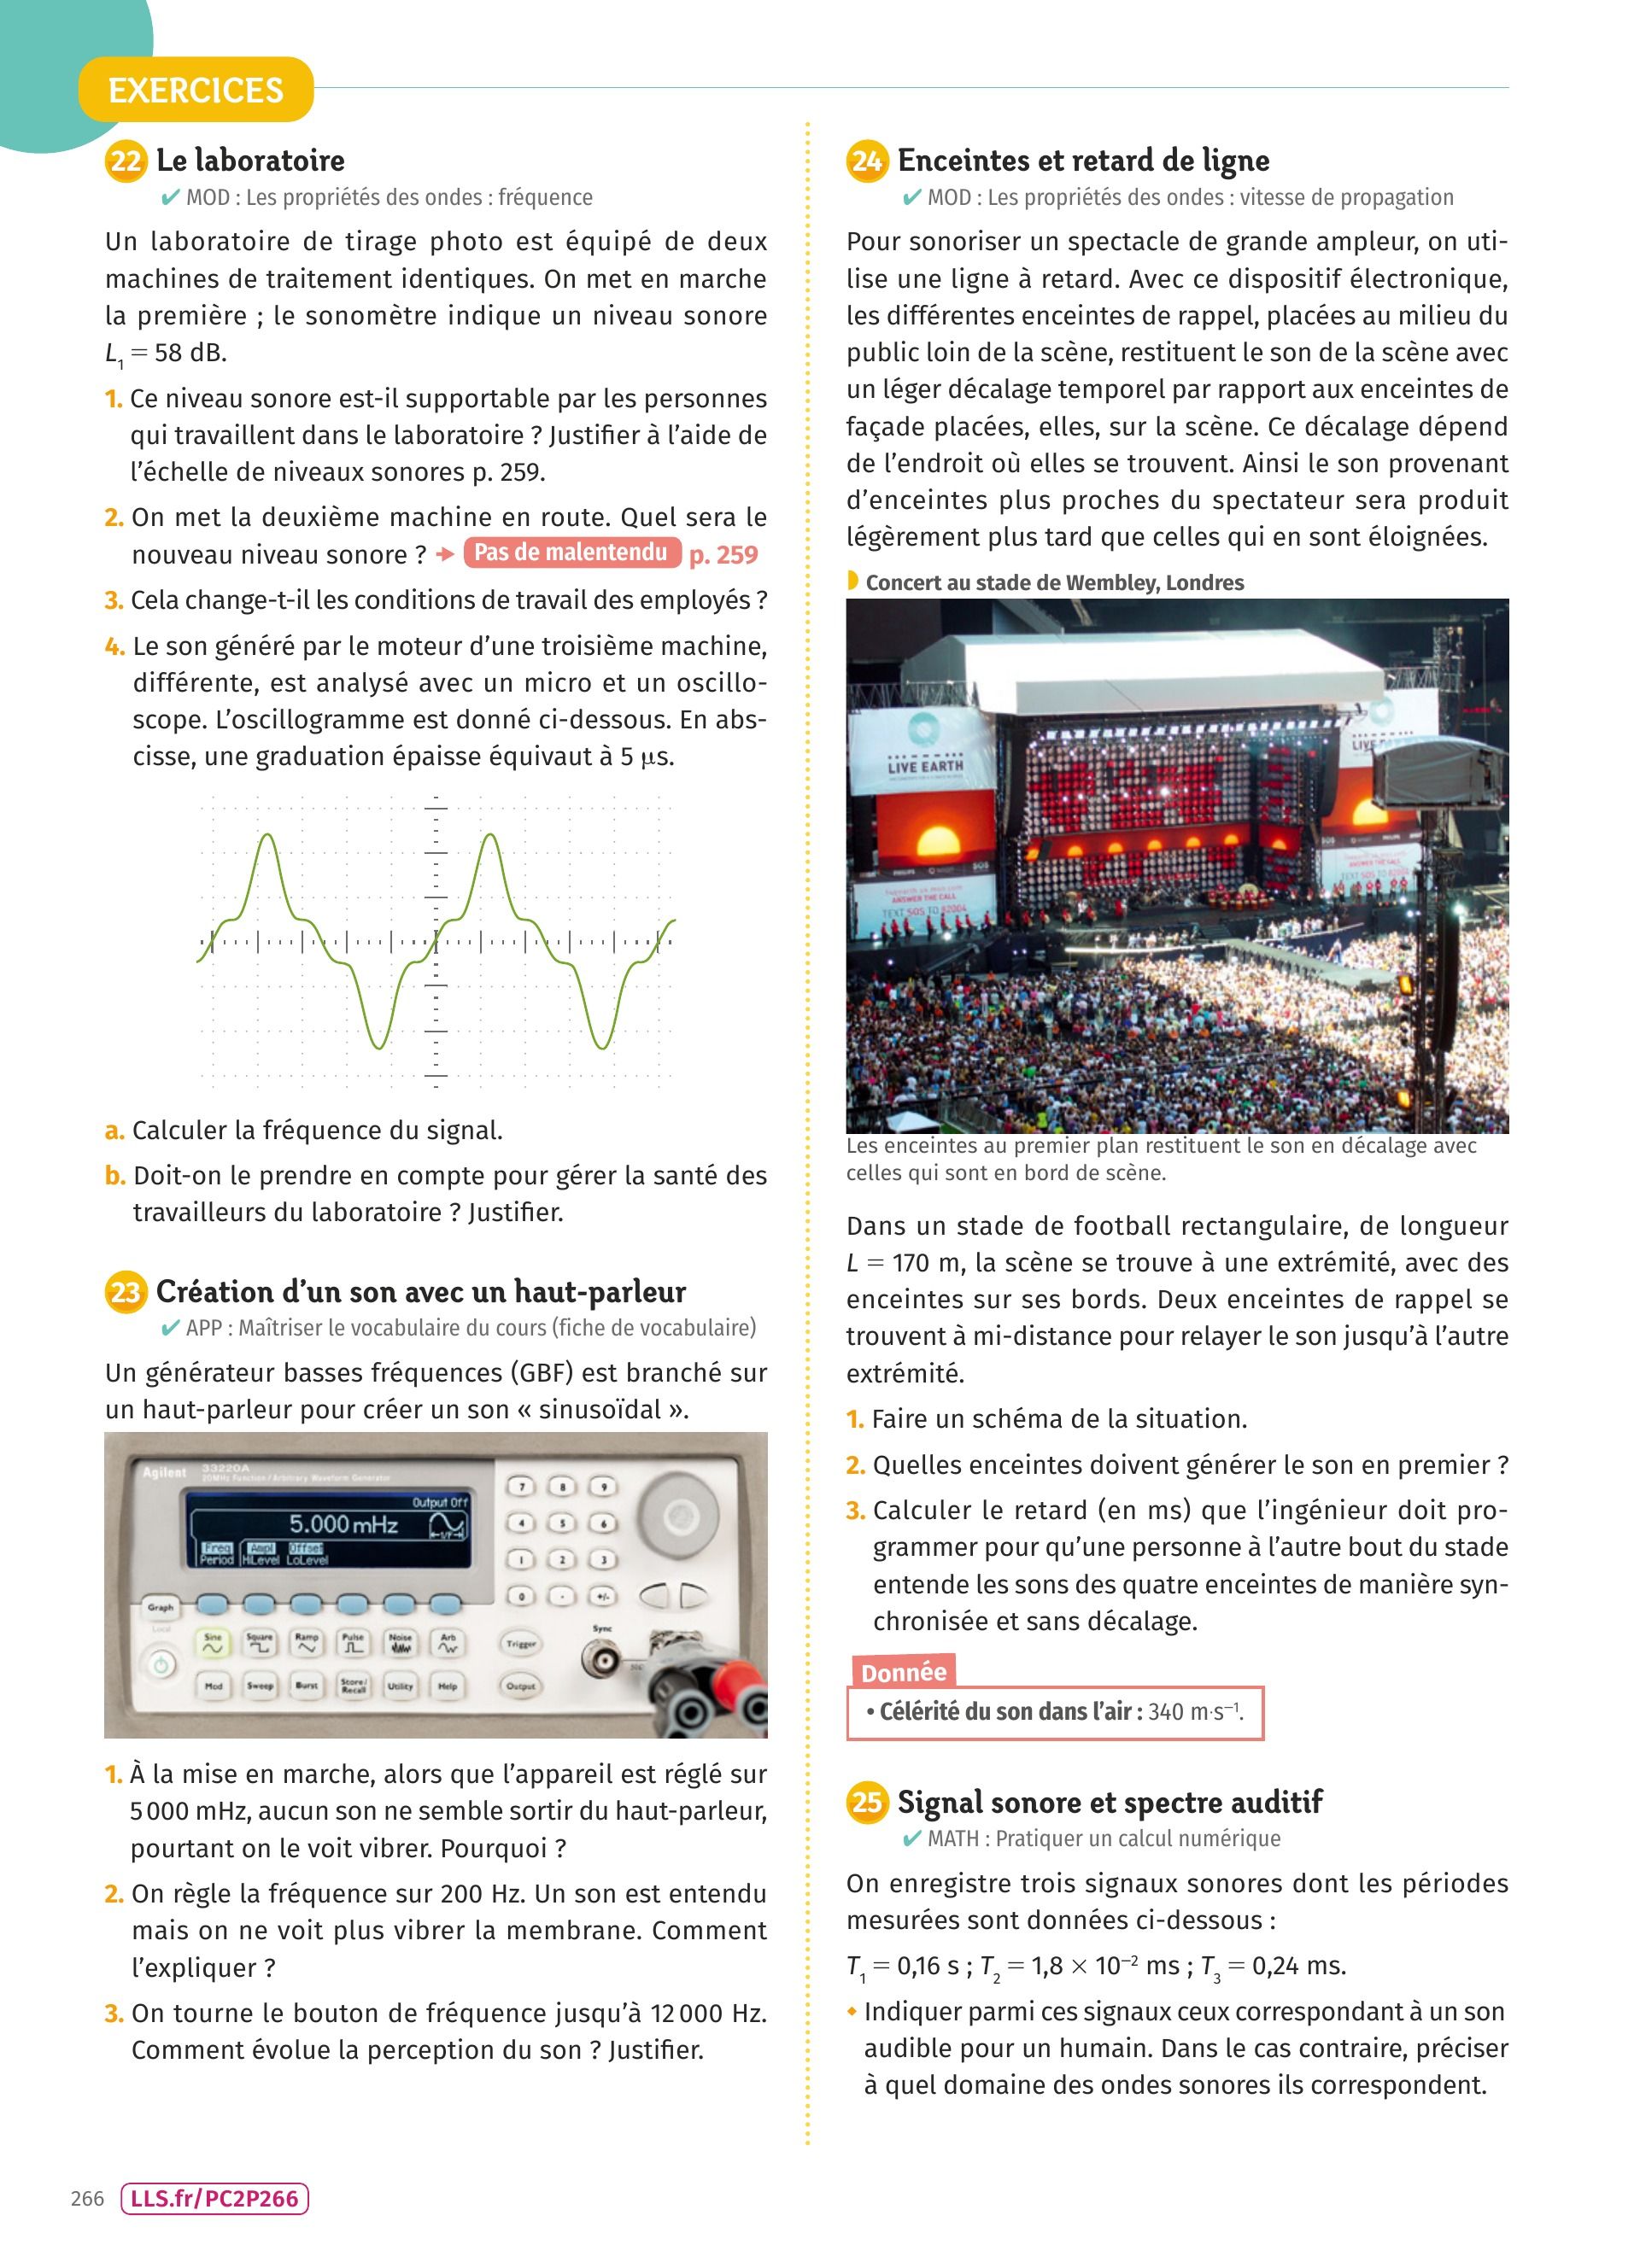 EXERCICES
22 Le laboratoire
✔ MOD : Les propriétés des ondes : fréquence
Un laboratoire de tirage photo est équipé de deux
machines de traitement identiques. On met en marche
la première ; le sonomètre indique un niveau sonore
L₁ = 58 dB.
1. Ce niveau sonore est-il supportable par les personnes
qui travaillent dans le laboratoire ? Justifier à l’aide de
l’échelle de niveaux sonores p. 259.
2. On met la deuxième machine en route. Quel sera le
nouveau niveau sonore ? ➔ Pas de malentendu p. 259
3. Cela change-t-il les conditions de travail des employés ?
4. Le son généré par le moteur d’une troisième machine,
différente, est analysé avec un micro et un oscillo-
scope. L’oscillogramme est donné ci-dessous. En abs-
cisse, une graduation épaisse équivaut à 5 μs.
a. Calculer la fréquence du signal.
b. Doit-on le prendre en compte pour gérer la santé des
travailleurs du laboratoire ? Justifier.
23 Création d’un son avec un haut-parleur
✔ APP : Maîtriser le vocabulaire du cours (fiche de vocabulaire)
Un générateur basses fréquences (GBF) est branché sur
un haut-parleur pour créer un son « sinusoïdal ».
Agilent 33220A
20MHz Function / Arbitrary Waveform Generator
Output Off
5.000 mHz
Freq Ampl Offset
Period HiLevel LoLevel
7 8 9
4 5 6
1 2 3
0 . +/-
Graph
Local
Sine Square Ramp Pulse Noise Arb
Trigger
Sync
Mod Sweep Burst Store/Recall Utility Help
Output
1. À la mise en marche, alors que l’appareil est réglé sur
5 000 mHz, aucun son ne semble sortir du haut-parleur,
pourtant on le voit vibrer. Pourquoi ?
2. On règle la fréquence sur 200 Hz. Un son est entendu
mais on ne voit plus vibrer la membrane. Comment
l’expliquer ?
3. On tourne le bouton de fréquence jusqu’à 12 000 Hz.
Comment évolue la perception du son ? Justifier.
24 Enceintes et retard de ligne
✔ MOD : Les propriétés des ondes : vitesse de propagation
Pour sonoriser un spectacle de grande ampleur, on uti-
lise une ligne à retard. Avec ce dispositif électronique,
les différentes enceintes de rappel, placées au milieu du
public loin de la scène, restituent le son de la scène avec
un léger décalage temporel par rapport aux enceintes de
façade placées, elles, sur la scène. Ce décalage dépend
de l’endroit où elles se trouvent. Ainsi le son provenant
d’enceintes plus proches du spectateur sera produit
légèrement plus tard que celles qui en sont éloignées.
Concert au stade de Wembley, Londres
LIVE EARTH
SOS
ANSWER THE CALL
TEXT SOS TO 82004
Les enceintes au premier plan restituent le son en décalage avec
celles qui sont en bord de scène.
Dans un stade de football rectangulaire, de longueur
L = 170 m, la scène se trouve à une extrémité, avec des
enceintes sur ses bords. Deux enceintes de rappel se
trouvent à mi-distance pour relayer le son jusqu’à l’autre
extrémité.
1. Faire un schéma de la situation.
2. Quelles enceintes doivent générer le son en premier ?
3. Calculer le retard (en ms) que l’ingénieur doit pro-
grammer pour qu’une personne à l’autre bout du stade
entende les sons des quatre enceintes de manière syn-
chronisée et sans décalage.
Donnée
• Célérité du son dans l’air : 340 m·s⁻¹.
25 Signal sonore et spectre auditif
✔ MATH : Pratiquer un calcul numérique
On enregistre trois signaux sonores dont les périodes
mesurées sont données ci-dessous :
T₁ = 0,16 s ; T₂ = 1,8 × 10⁻² ms ; T₃ = 0,24 ms.
◆ Indiquer parmi ces signaux ceux correspondant à un son
audible pour un humain. Dans le cas contraire, préciser
à quel domaine des ondes sonores ils correspondent.
266 LLS.fr/PC2P266